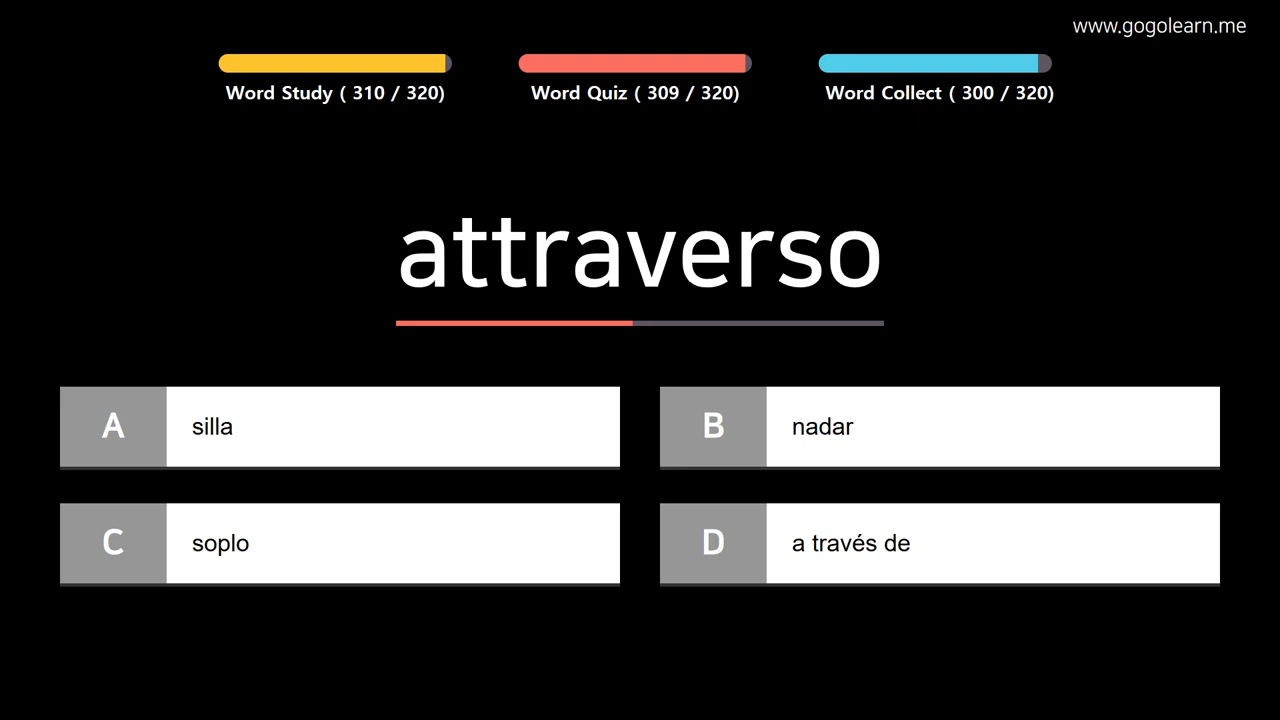 www.gogolearn.me
Word Study ( 310 / 320)
Word Quiz ( 309 / 320)
Word Collect ( 300 / 320)
attraverso
A silla
B nadar
C soplo
D a través de